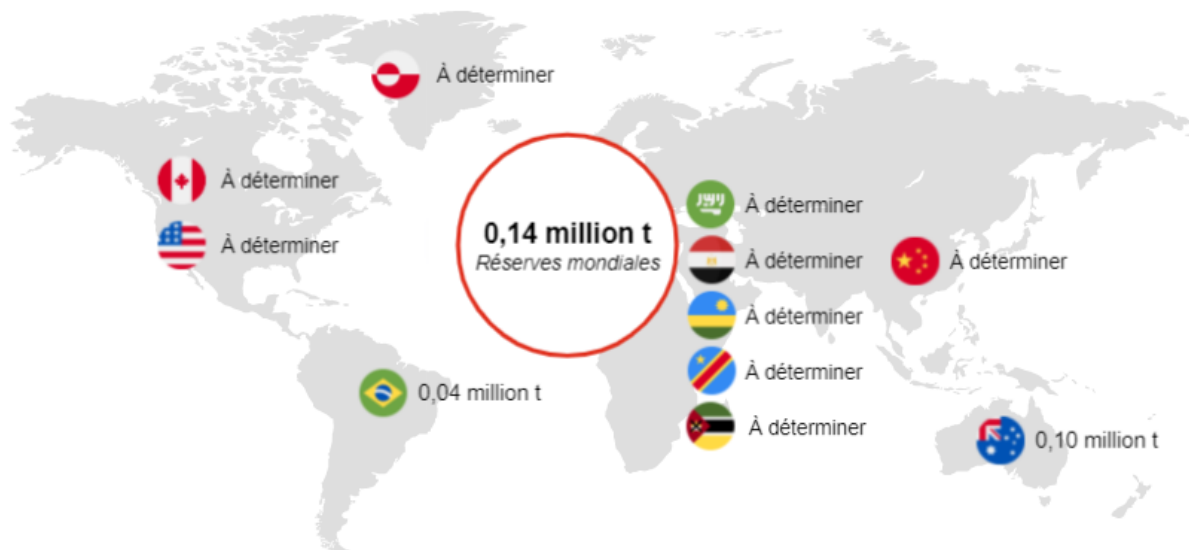 À déterminer
À déterminer
À déterminer
0,14 million t
Réserves mondiales
À déterminer
À déterminer
À déterminer
À déterminer
À déterminer
À déterminer
0,04 million t
0,10 million t